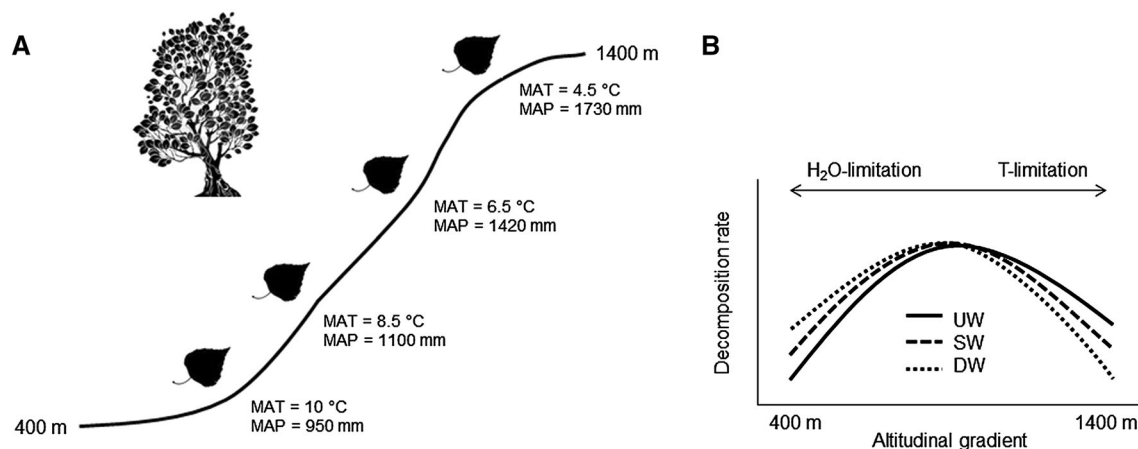 A
1400 m
MAT = 4.5 °C
MAP = 1730 mm
MAT = 6.5 °C
MAP = 1420 mm
MAT = 8.5 °C
MAP = 1100 mm
MAT = 10 °C
MAP = 950 mm
400 m
B
H₂O-limitation T-limitation
Decomposition rate
UW
SW
DW
400 m 1400 m
Altitudinal gradient